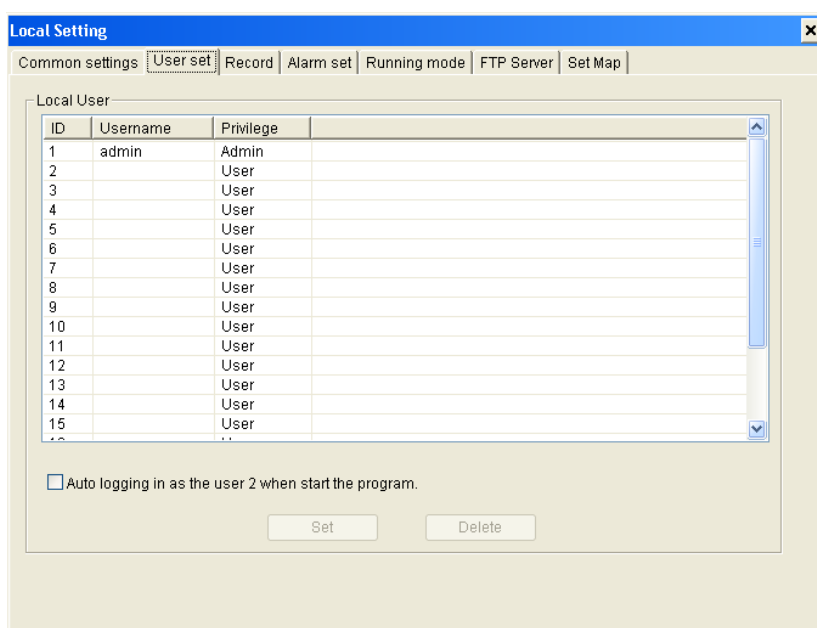 Local Setting
Common settings User set Record Alarm set Running mode FTP Server Set Map
Local User
ID Username Privilege
1 admin Admin
2 User
3 User
4 User
5 User
6 User
7 User
8 User
9 User
10 User
11 User
12 User
13 User
14 User
15 User
Auto logging in as the user 2 when start the program.
Set Delete